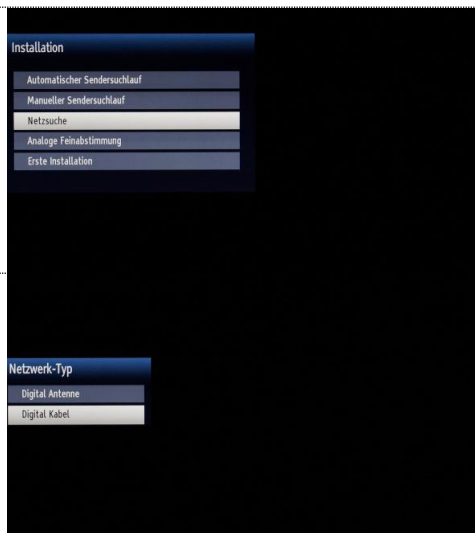 Installation
Automatischer Sendersuchlauf
Manueller Sendersuchlauf
Netzsuche
Analoge Feinabstimmung
Erste Installation
Netzwerk-Typ
Digital Antenne
Digital Kabel